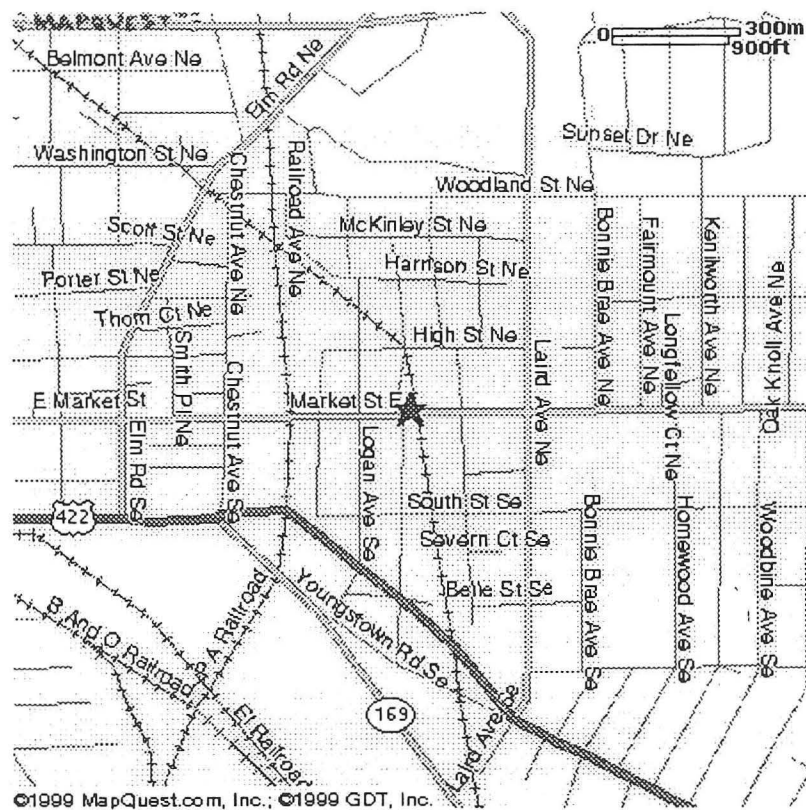 © MAPQUEST
0 300m
900ft
Belmont Ave Ne
Elm Rd Ne
Sunset Dr Ne
Washington St Ne
Chestnut Ave Ne
Railroad Ave Ne
Woodland St Ne
Scott St Ne
McKinley St Ne
Bonnie Brae Ave Ne
Fairmount Ave Ne
Kenilworth Ave Ne
Porter St Ne
Harrison St Ne
Oak Knoll Ave Ne
Thom Ct Ne
Smith Pl Ne
High St Ne
Laird Ave Ne
Longfellow Ct Ne
E Market St
Market St E
Elm Rd Se
Chestnut Ave Se
Logan Ave Se
422
South St Se
Severn Ct Se
Belle St Se
Bonnie Brae Ave Se
Homewood Ave Se
Woodbine Ave Se
Youngstown Rd Se
B And O Railroad
P A Railroad
El Railroad
169
Laird Ave Se
©1999 MapQuest.com, Inc.; ©1999 GDT, Inc.